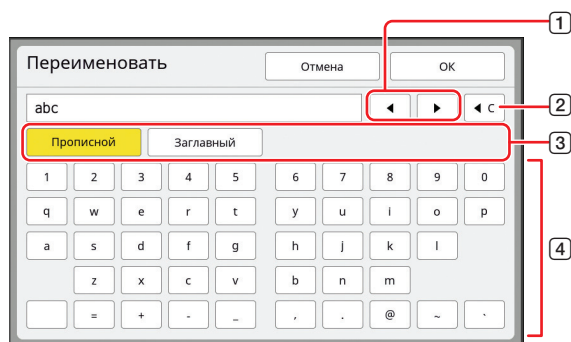 1
Переименовать Отмена ОК
abc ◀ ▶ ◀ C 2
Прописной Заглавный 3
1 2 3 4 5 6 7 8 9 0
q w e r t y u i o p
a s d f g h j k l 4
z x c v b n m
= + - _ , . @ ~ `